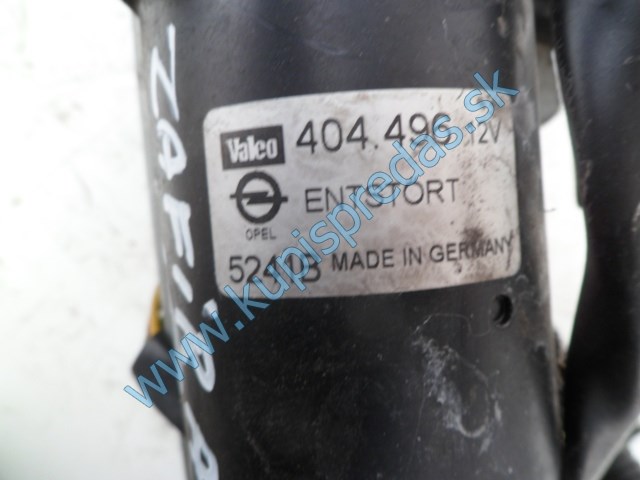 Valeo 404.496 12V
ENTSTORT
OPEL
MADE IN GERMANY
ZAFIRA A
www.kupispredas.sk